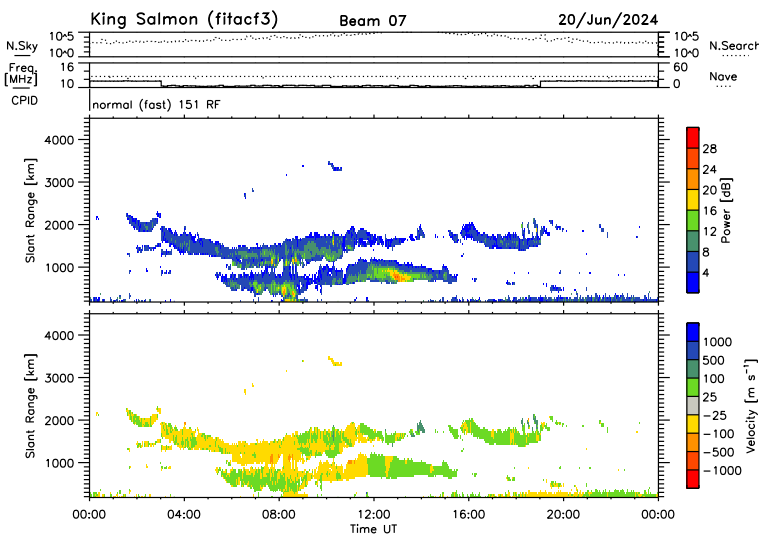 King Salmon (fitacf3) Beam 07 20/Jun/2024
N.Sky 10^5 10^5 N.Search
10^0 10^0
Freq. 16 60 Nave
[MHz] 10 0
CPID normal (fast) 151 RF
Slant Range [km]
4000
3000
2000
1000
Power [dB]
28
24
20
16
12
8
4
Slant Range [km]
4000
3000
2000
1000
Velocity [m s⁻¹]
1000
500
100
25
−25
−100
−500
−1000
00:00 04:00 08:00 12:00 16:00 20:00 00:00
Time UT